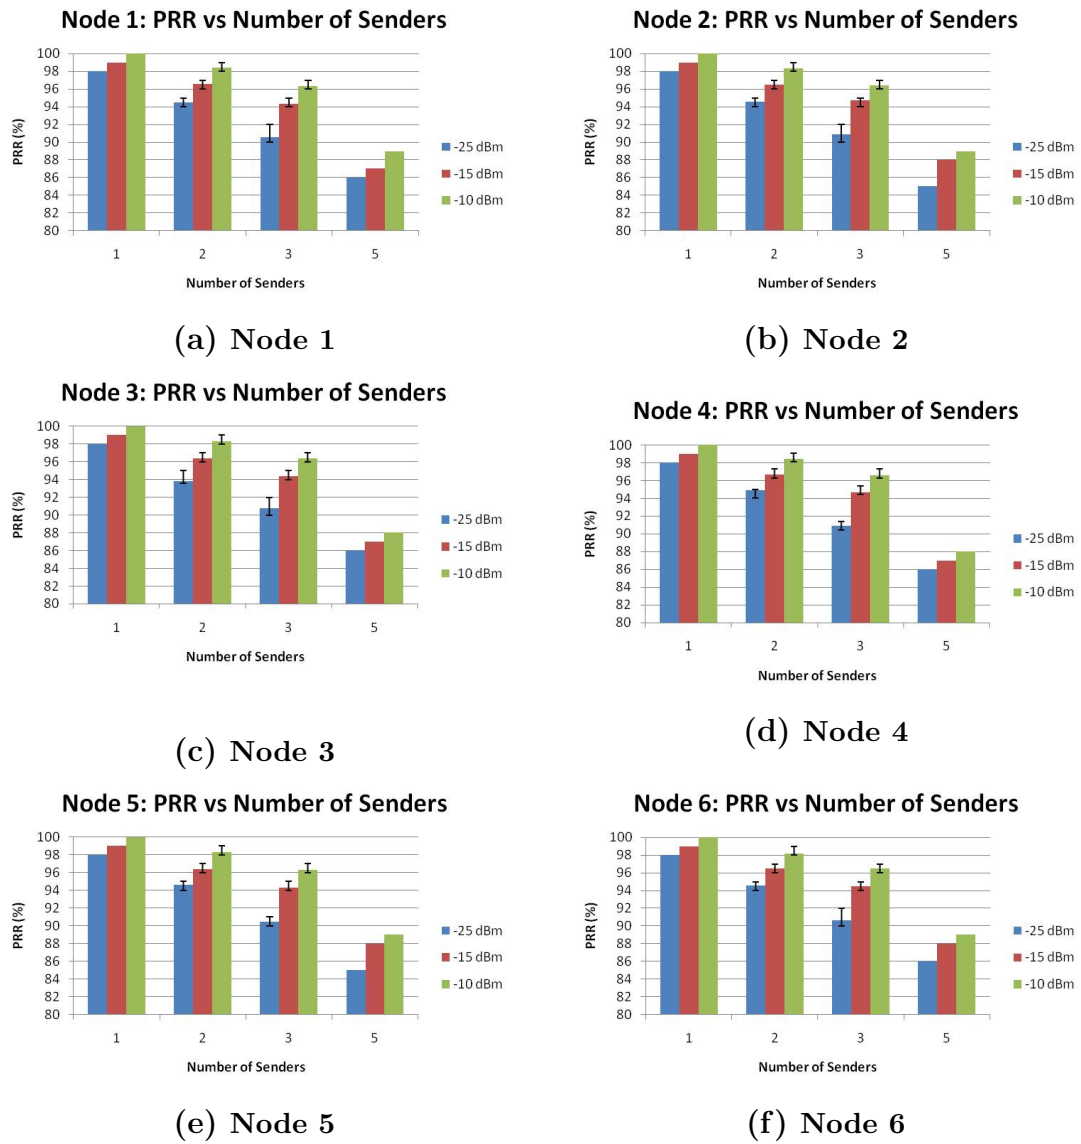 Node 1: PRR vs Number of Senders
100
98
96
94
92
90
88
86
84
82
80
PRR (%)
1 2 3 5
Number of Senders
-25 dBm
-15 dBm
-10 dBm
(a) Node 1
Node 2: PRR vs Number of Senders
100
98
96
94
92
90
88
86
84
82
80
PRR (%)
1 2 3 5
Number of Senders
-25 dBm
-15 dBm
-10 dBm
(b) Node 2
Node 3: PRR vs Number of Senders
100
98
96
94
92
90
88
86
84
82
80
PRR (%)
1 2 3 5
Number of Senders
-25 dBm
-15 dBm
-10 dBm
(c) Node 3
Node 4: PRR vs Number of Senders
100
98
96
94
92
90
88
86
84
82
80
PRR (%)
1 2 3 5
Number of Senders
-25 dBm
-15 dBm
-10 dBm
(d) Node 4
Node 5: PRR vs Number of Senders
100
98
96
94
92
90
88
86
84
82
80
PRR (%)
1 2 3 5
Number of Senders
-25 dBm
-15 dBm
-10 dBm
(e) Node 5
Node 6: PRR vs Number of Senders
100
98
96
94
92
90
88
86
84
82
80
PRR (%)
1 2 3 5
Number of Senders
-25 dBm
-15 dBm
-10 dBm
(f) Node 6